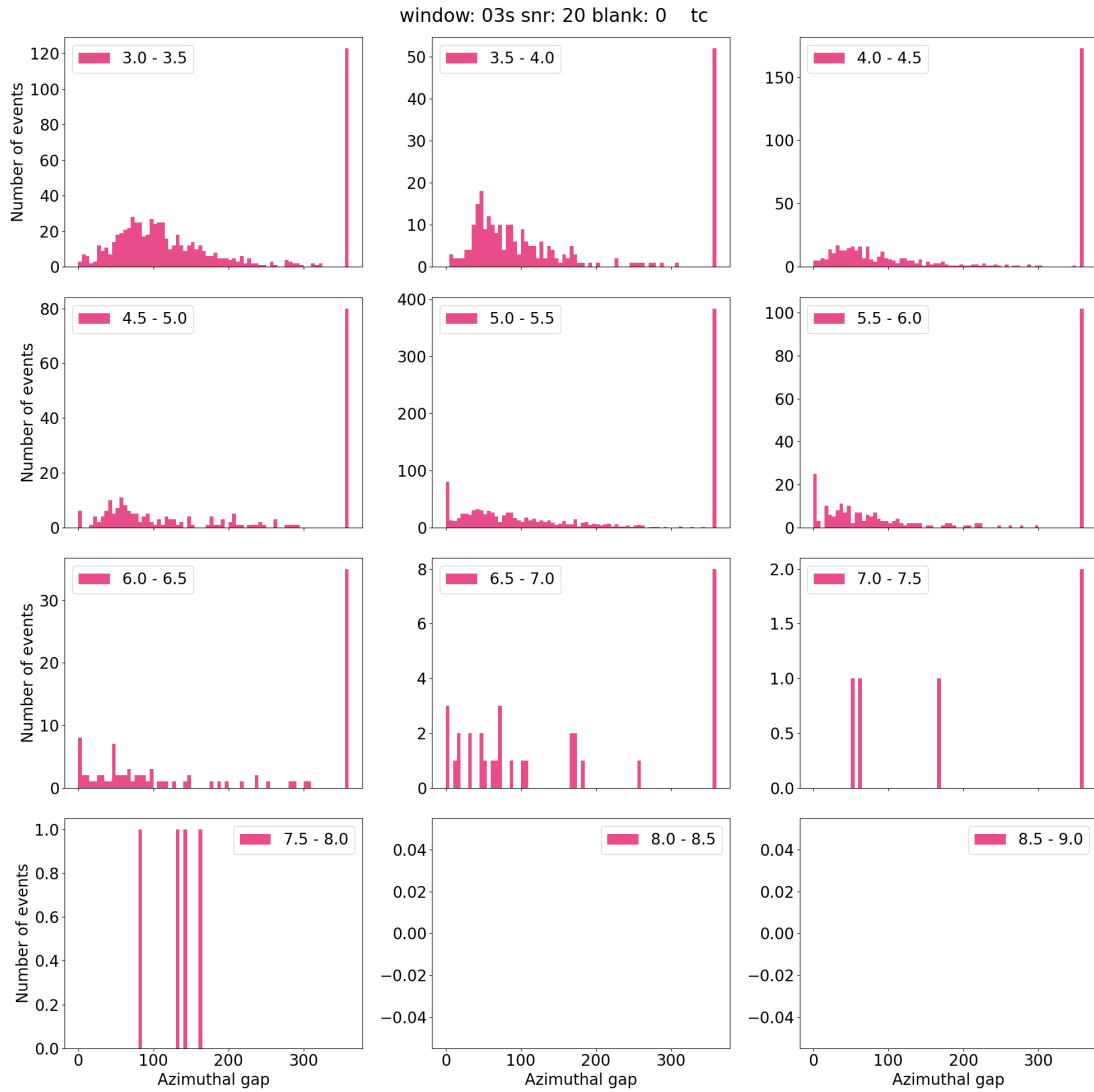 window: 03s snr: 20 blank: 0    tc
3.0 - 3.5
3.5 - 4.0
4.0 - 4.5
120
100
80
60
40
20
0
Number of events
50
40
30
20
10
0
150
100
50
0
4.5 - 5.0
5.0 - 5.5
5.5 - 6.0
80
60
40
20
0
Number of events
400
300
200
100
0
100
80
60
40
20
0
6.0 - 6.5
6.5 - 7.0
7.0 - 7.5
30
20
10
0
Number of events
8
6
4
2
0
2.0
1.5
1.0
0.5
0.0
7.5 - 8.0
8.0 - 8.5
8.5 - 9.0
1.0
0.8
0.6
0.4
0.2
0.0
Number of events
0.04
0.02
0.00
−0.02
−0.04
0.04
0.02
0.00
−0.02
−0.04
0 100 200 300
0 100 200 300
0 100 200 300
Azimuthal gap
Azimuthal gap
Azimuthal gap